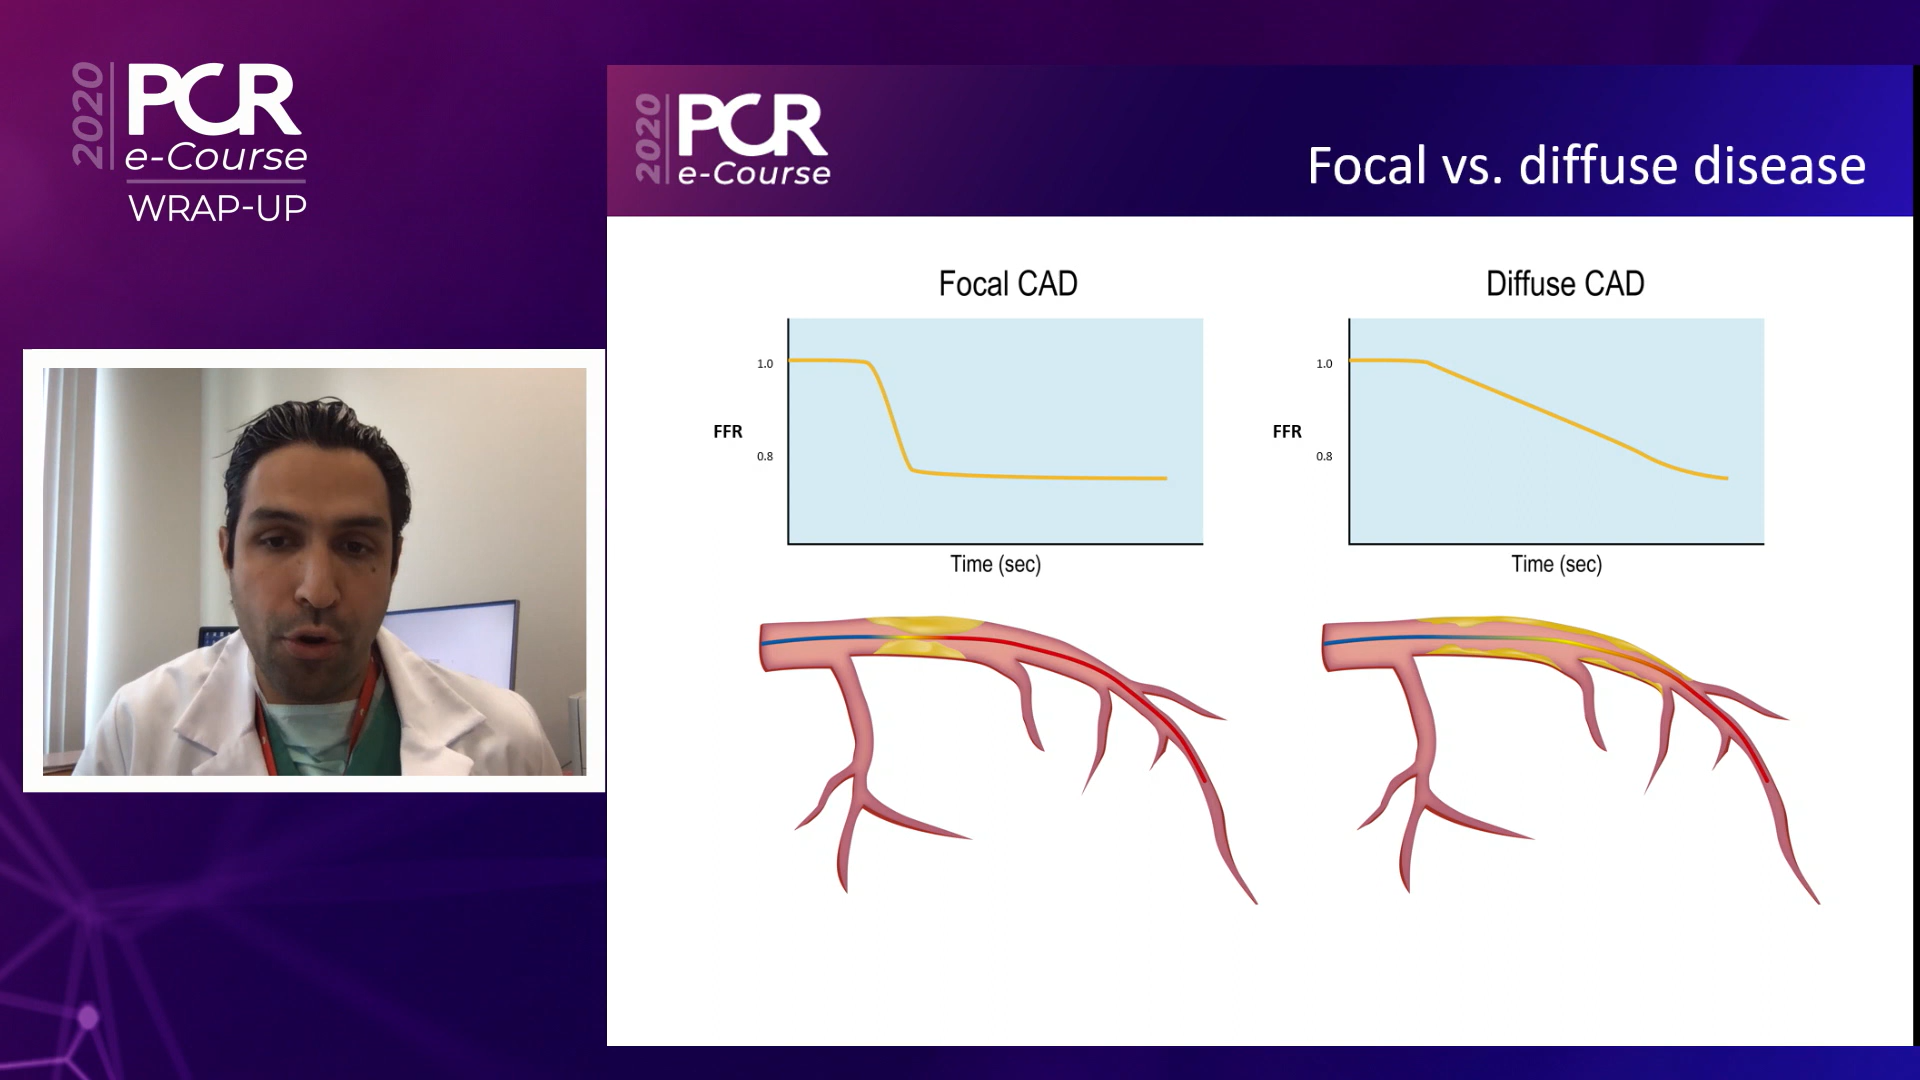 2020
PCR
e-Course
WRAP-UP
2020
PCR
e-Course
Focal vs. diffuse disease
Focal CAD
1.0
FFR
0.8
Time (sec)
Diffuse CAD
1.0
FFR
0.8
Time (sec)